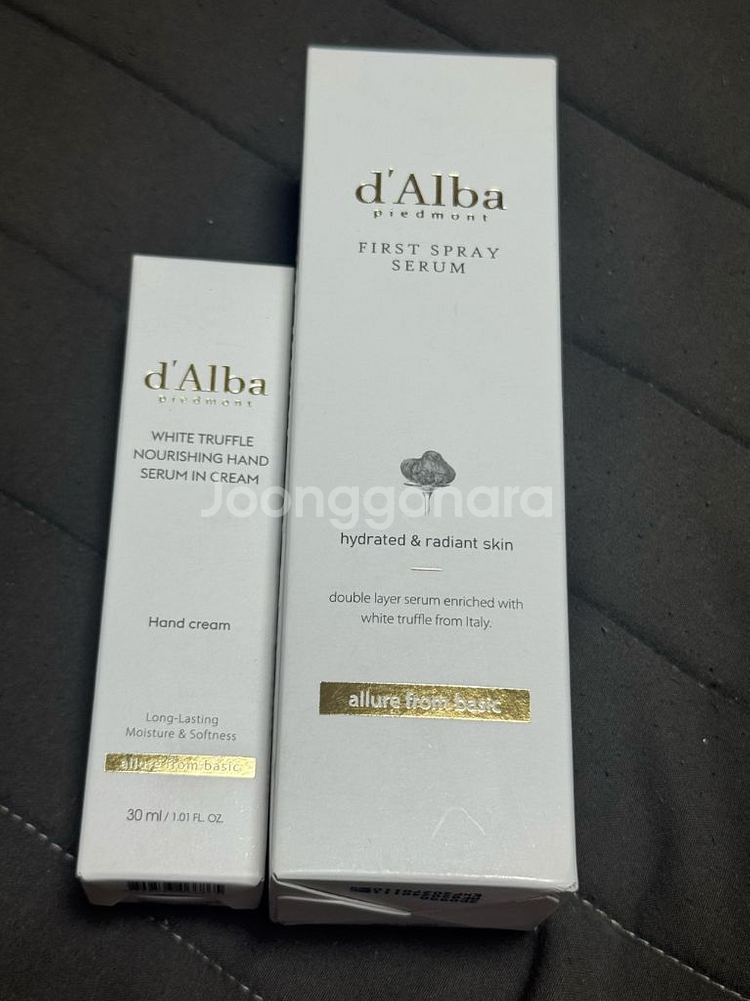 d'Alba
piedmont
FIRST SPRAY
SERUM
hydrated & radiant skin
double layer serum enriched with
white truffle from Italy.
allure from basic
d'Alba
piedmont
WHITE TRUFFLE
NOURISHING HAND
SERUM IN CREAM
Hand cream
Long-Lasting
Moisture & Softness
allure from basic
30 ml / 1.01 FL. OZ.
Joonggonara